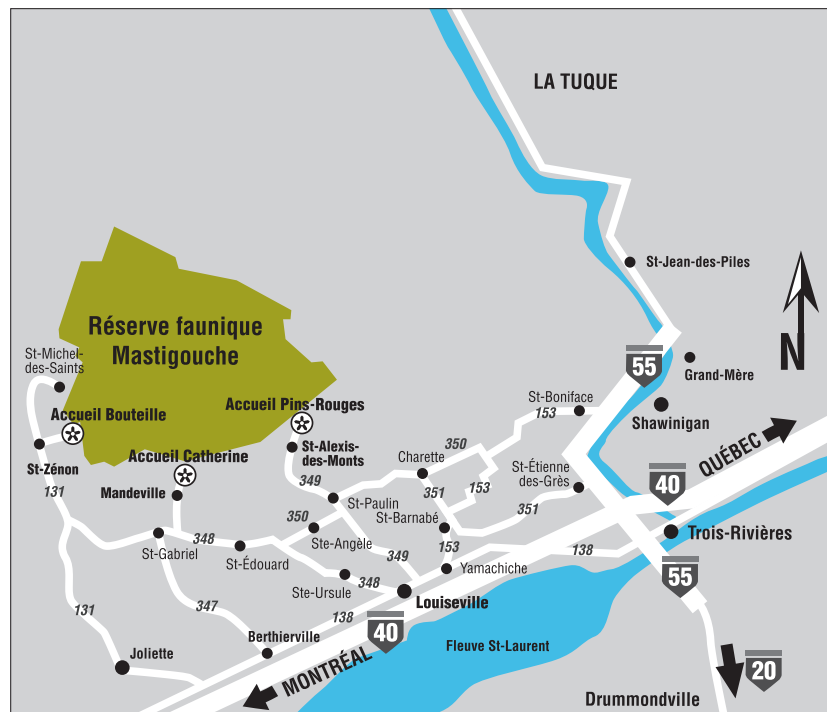 LA TUQUE
St-Jean-des-Piles
N
Réserve faunique
Mastigouche
St-Michel-
des-Saints
55
Grand-Mère
Accueil Bouteille
Accueil Pins-Rouges
St-Boniface
153
Shawinigan
St-Zénon
Accueil Catherine
St-Alexis-
des-Monts
Charette
350
QUÉBEC
131
Mandeville
349
St-Paulin
351
153
St-Étienne
des-Grès
40
St-Gabriel
348
350
Ste-Angèle
St-Barnabé
351
Trois-Rivières
St-Édouard
349
153
138
Yamachiche
55
Ste-Ursule
348
Louiseville
131
347
138
Berthierville
40
Fleuve St-Laurent
Joliette
MONTRÉAL
20
Drummondville